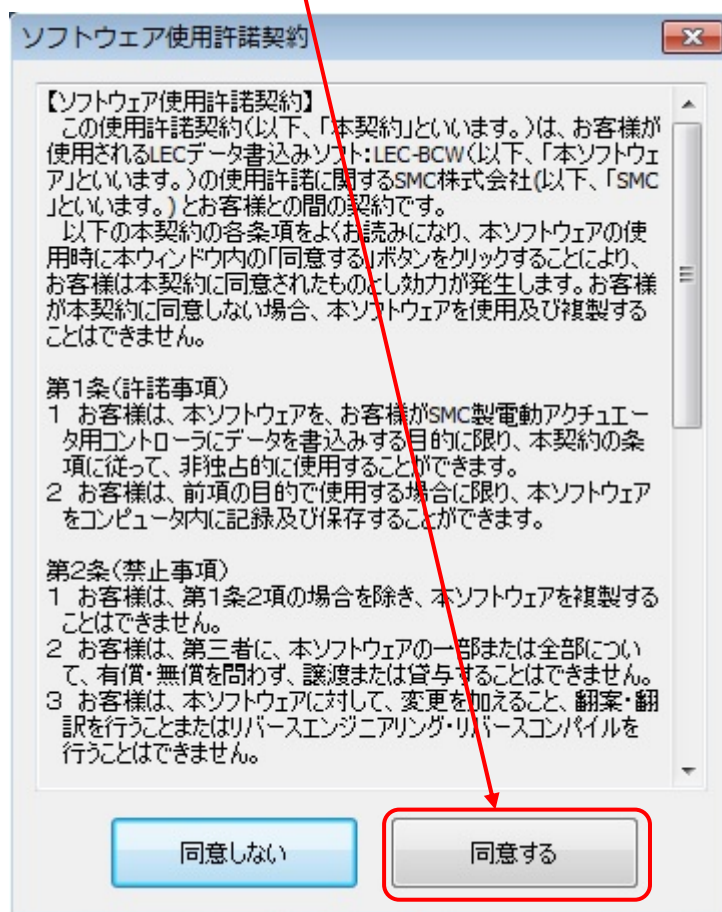 ソフトウェア使用許諾契約
【ソフトウェア使用許諾契約】
この使用許諾契約(以下、「本契約」といいます。)は、お客様が
使用されるLECデータ書込みソフト:LEC-BCW(以下、「本ソフトウェ
ア」といいます。)の使用許諾に関するSMC株式会社(以下、「SMC
」といいます。)とお客様との間の契約です。
以下の本契約の各条項をよくお読みになり、本ソフトウェアの使
用時に本ウィンドウ内の「同意する」ボタンをクリックすることにより、
お客様は本契約に同意されたものとし効力が発生します。お客様
が本契約に同意しない場合、本ソフトウェアを使用及び複製する
ことはできません。
第1条(許諾事項)
1 お客様は、本ソフトウェアを、お客様がSMC製電動アクチュエー
タ用コントローラにデータを書込みする目的に限り、本契約の条
項に従って、非独占的に使用することができます。
2 お客様は、前項の目的で使用する場合に限り、本ソフトウェア
をコンピュータ内に記録及び保存することができます。
第2条(禁止事項)
1 お客様は、第1条2項の場合を除き、本ソフトウェアを複製する
ことはできません。
2 お客様は、第三者に、本ソフトウェアの一部または全部につい
て、有償・無償を問わず、譲渡または貸与することはできません。
3 お客様は、本ソフトウェアに対して、変更を加えること、翻案・翻
訳を行うことまたはリバースエンジニアリング・リバースコンパイルを
行うことはできません。
同意しない
同意する